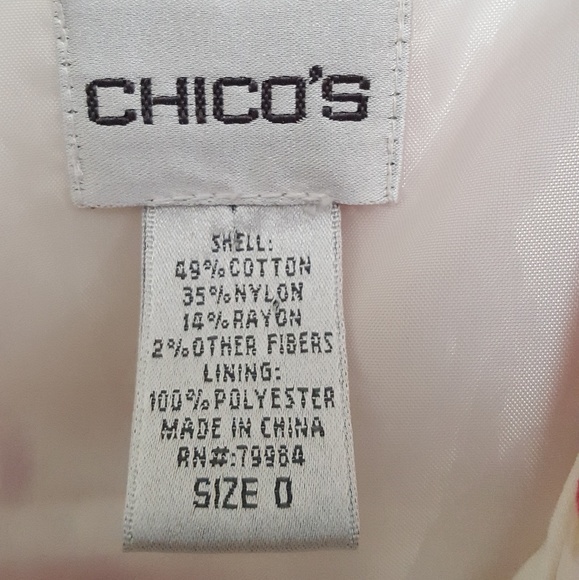 CHICO'S
SHELL:
49%COTTON
35%NYLON
14%RAYON
2%OTHER FIBERS
LINING:
100%POLYESTER
MADE IN CHINA
RN#:79984
SIZE 0